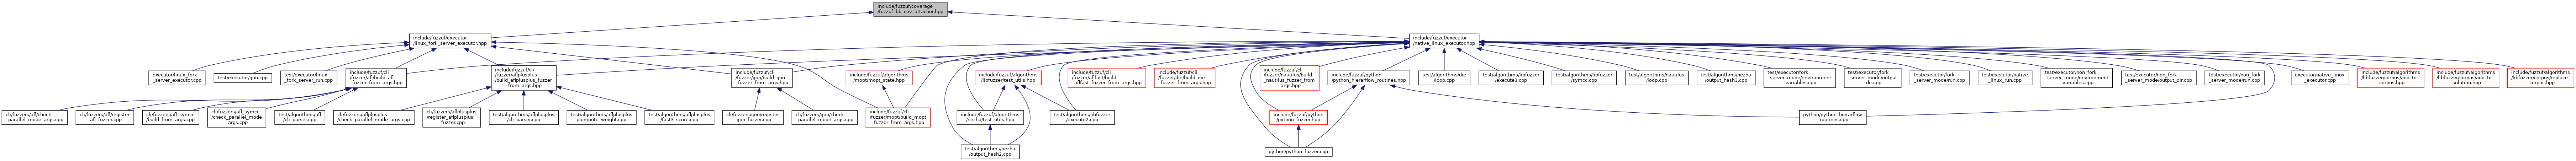 include/fuzzuf/coverage
/fuzzuf_bb_cov_attacher.hpp
include/fuzzuf/executor
/linux_fork_server_executor.hpp
include/fuzzuf/executor
/native_linux_executor.hpp
executor/linux_fork
_server_executor.cpp
test/executor/ijon.cpp
test/executor/linux
_fork_server_run.cpp
include/fuzzuf/cli
/fuzzer/afl/build_afl
_fuzzer_from_args.hpp
include/fuzzuf/cli
/fuzzer/aflplusplus
/build_aflplusplus_fuzzer
_from_args.hpp
include/fuzzuf/cli
/fuzzer/ijon/build_ijon
_fuzzer_from_args.hpp
include/fuzzuf/algorithms
/mopt/mopt_state.hpp
include/fuzzuf/algorithms
/libfuzzer/test_utils.hpp
include/fuzzuf/cli
/fuzzer/aflfast/build
_aflfast_fuzzer_from_args.hpp
include/fuzzuf/cli
/fuzzer/die/build_die
_fuzzer_from_args.hpp
include/fuzzuf/cli
/fuzzer/nautilus/build
_nautilus_fuzzer_from
_args.hpp
include/fuzzuf/python
/python_hierarflow_routines.hpp
test/algorithms/die
/loop.cpp
test/algorithms/libfuzzer
/execute3.cpp
test/algorithms/libfuzzer
/symcc.cpp
test/algorithms/nautilus
/loop.cpp
test/algorithms/nezha
/output_hash3.cpp
test/executor/fork
_server_mode/environment
_variables.cpp
test/executor/fork
_server_mode/output
_dir.cpp
test/executor/fork
_server_mode/run.cpp
test/executor/native
_linux_run.cpp
test/executor/non_fork
_server_mode/environment
_variables.cpp
test/executor/non_fork
_server_mode/output_dir.cpp
test/executor/non_fork
_server_mode/run.cpp
executor/native_linux
_executor.cpp
include/fuzzuf/algorithms
/libfuzzer/corpus/add_to
_corpus.hpp
include/fuzzuf/algorithms
/libfuzzer/corpus/add_to
_solution.hpp
include/fuzzuf/algorithms
/libfuzzer/corpus/replace
_corpus.hpp
cli/fuzzers/afl/check
_parallel_mode_args.cpp
cli/fuzzers/afl/register
_afl_fuzzer.cpp
cli/fuzzers/afl_symcc
/build_from_args.cpp
cli/fuzzers/afl_symcc
/check_parallel_mode
_args.cpp
test/algorithms/afl
/cli_parser.cpp
cli/fuzzers/aflplusplus
/check_parallel_mode_args.cpp
cli/fuzzers/aflplusplus
/register_aflplusplus
_fuzzer.cpp
test/algorithms/aflplusplus
/cli_parser.cpp
test/algorithms/aflplusplus
/compute_weight.cpp
test/algorithms/aflplusplus
/fast3_score.cpp
cli/fuzzers/ijon/register
_ijon_fuzzer.cpp
cli/fuzzers/ijon/check
_parallel_mode_args.cpp
include/fuzzuf/cli
/fuzzer/mopt/build_mopt
_fuzzer_from_args.hpp
include/fuzzuf/algorithms
/nezha/test_utils.hpp
test/algorithms/libfuzzer
/execute2.cpp
include/fuzzuf/python
/python_fuzzer.hpp
python/python_hierarflow
_routines.cpp
test/algorithms/nezha
/output_hash2.cpp
python/python_fuzzer.cpp